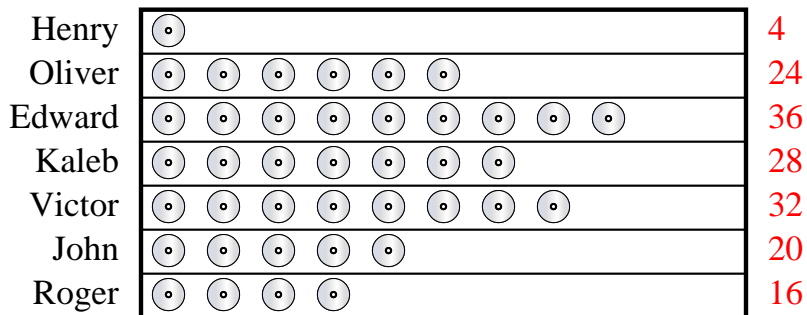 Henry 4
Oliver 24
Edward 36
Kaleb 28
Victor 32
John 20
Roger 16